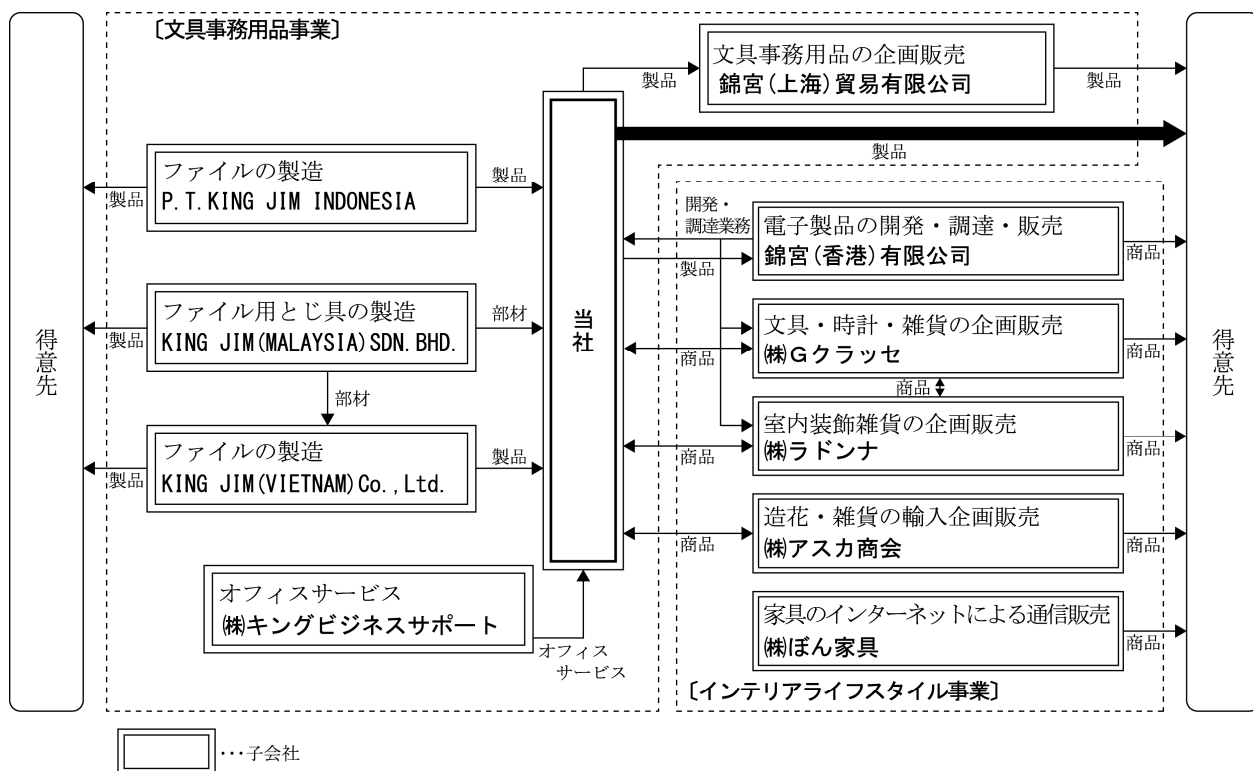 〔文具事務用品事業〕
文具事務用品の企画販売
錦宮(上海)貿易有限公司
製品
製品
製品
ファイルの製造
P.T.KING JIM INDONESIA
製品
製品
ファイル用とじ具の製造
KING JIM(MALAYSIA)SDN.BHD.
製品
部材
部材
ファイルの製造
KING JIM(VIETNAM)Co.,Ltd.
製品
製品
オフィスサービス
㈱キングビジネスサポート
オフィス
サービス
得意先
当社
開発・
調達業務
製品
電子製品の開発・調達・販売
錦宮(香港)有限公司
商品
文具・時計・雑貨の企画販売
㈱Gクラッセ
商品
商品
商品
室内装飾雑貨の企画販売
㈱ラドンナ
商品
商品
造花・雑貨の輸入企画販売
㈱アスカ商会
商品
商品
家具のインターネットによる通信販売
㈱ぼん家具
商品
〔インテリアライフスタイル事業〕
得意先
･･･子会社